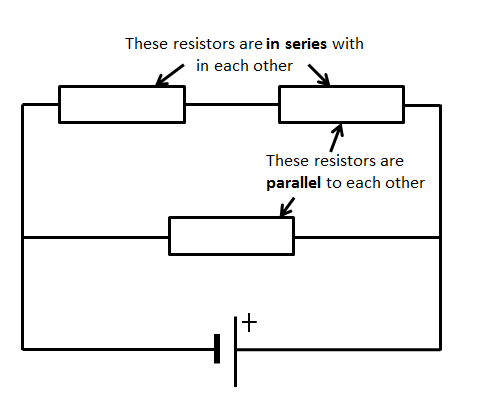 These resistors are in series with
in each other
These resistors are
parallel to each other
+